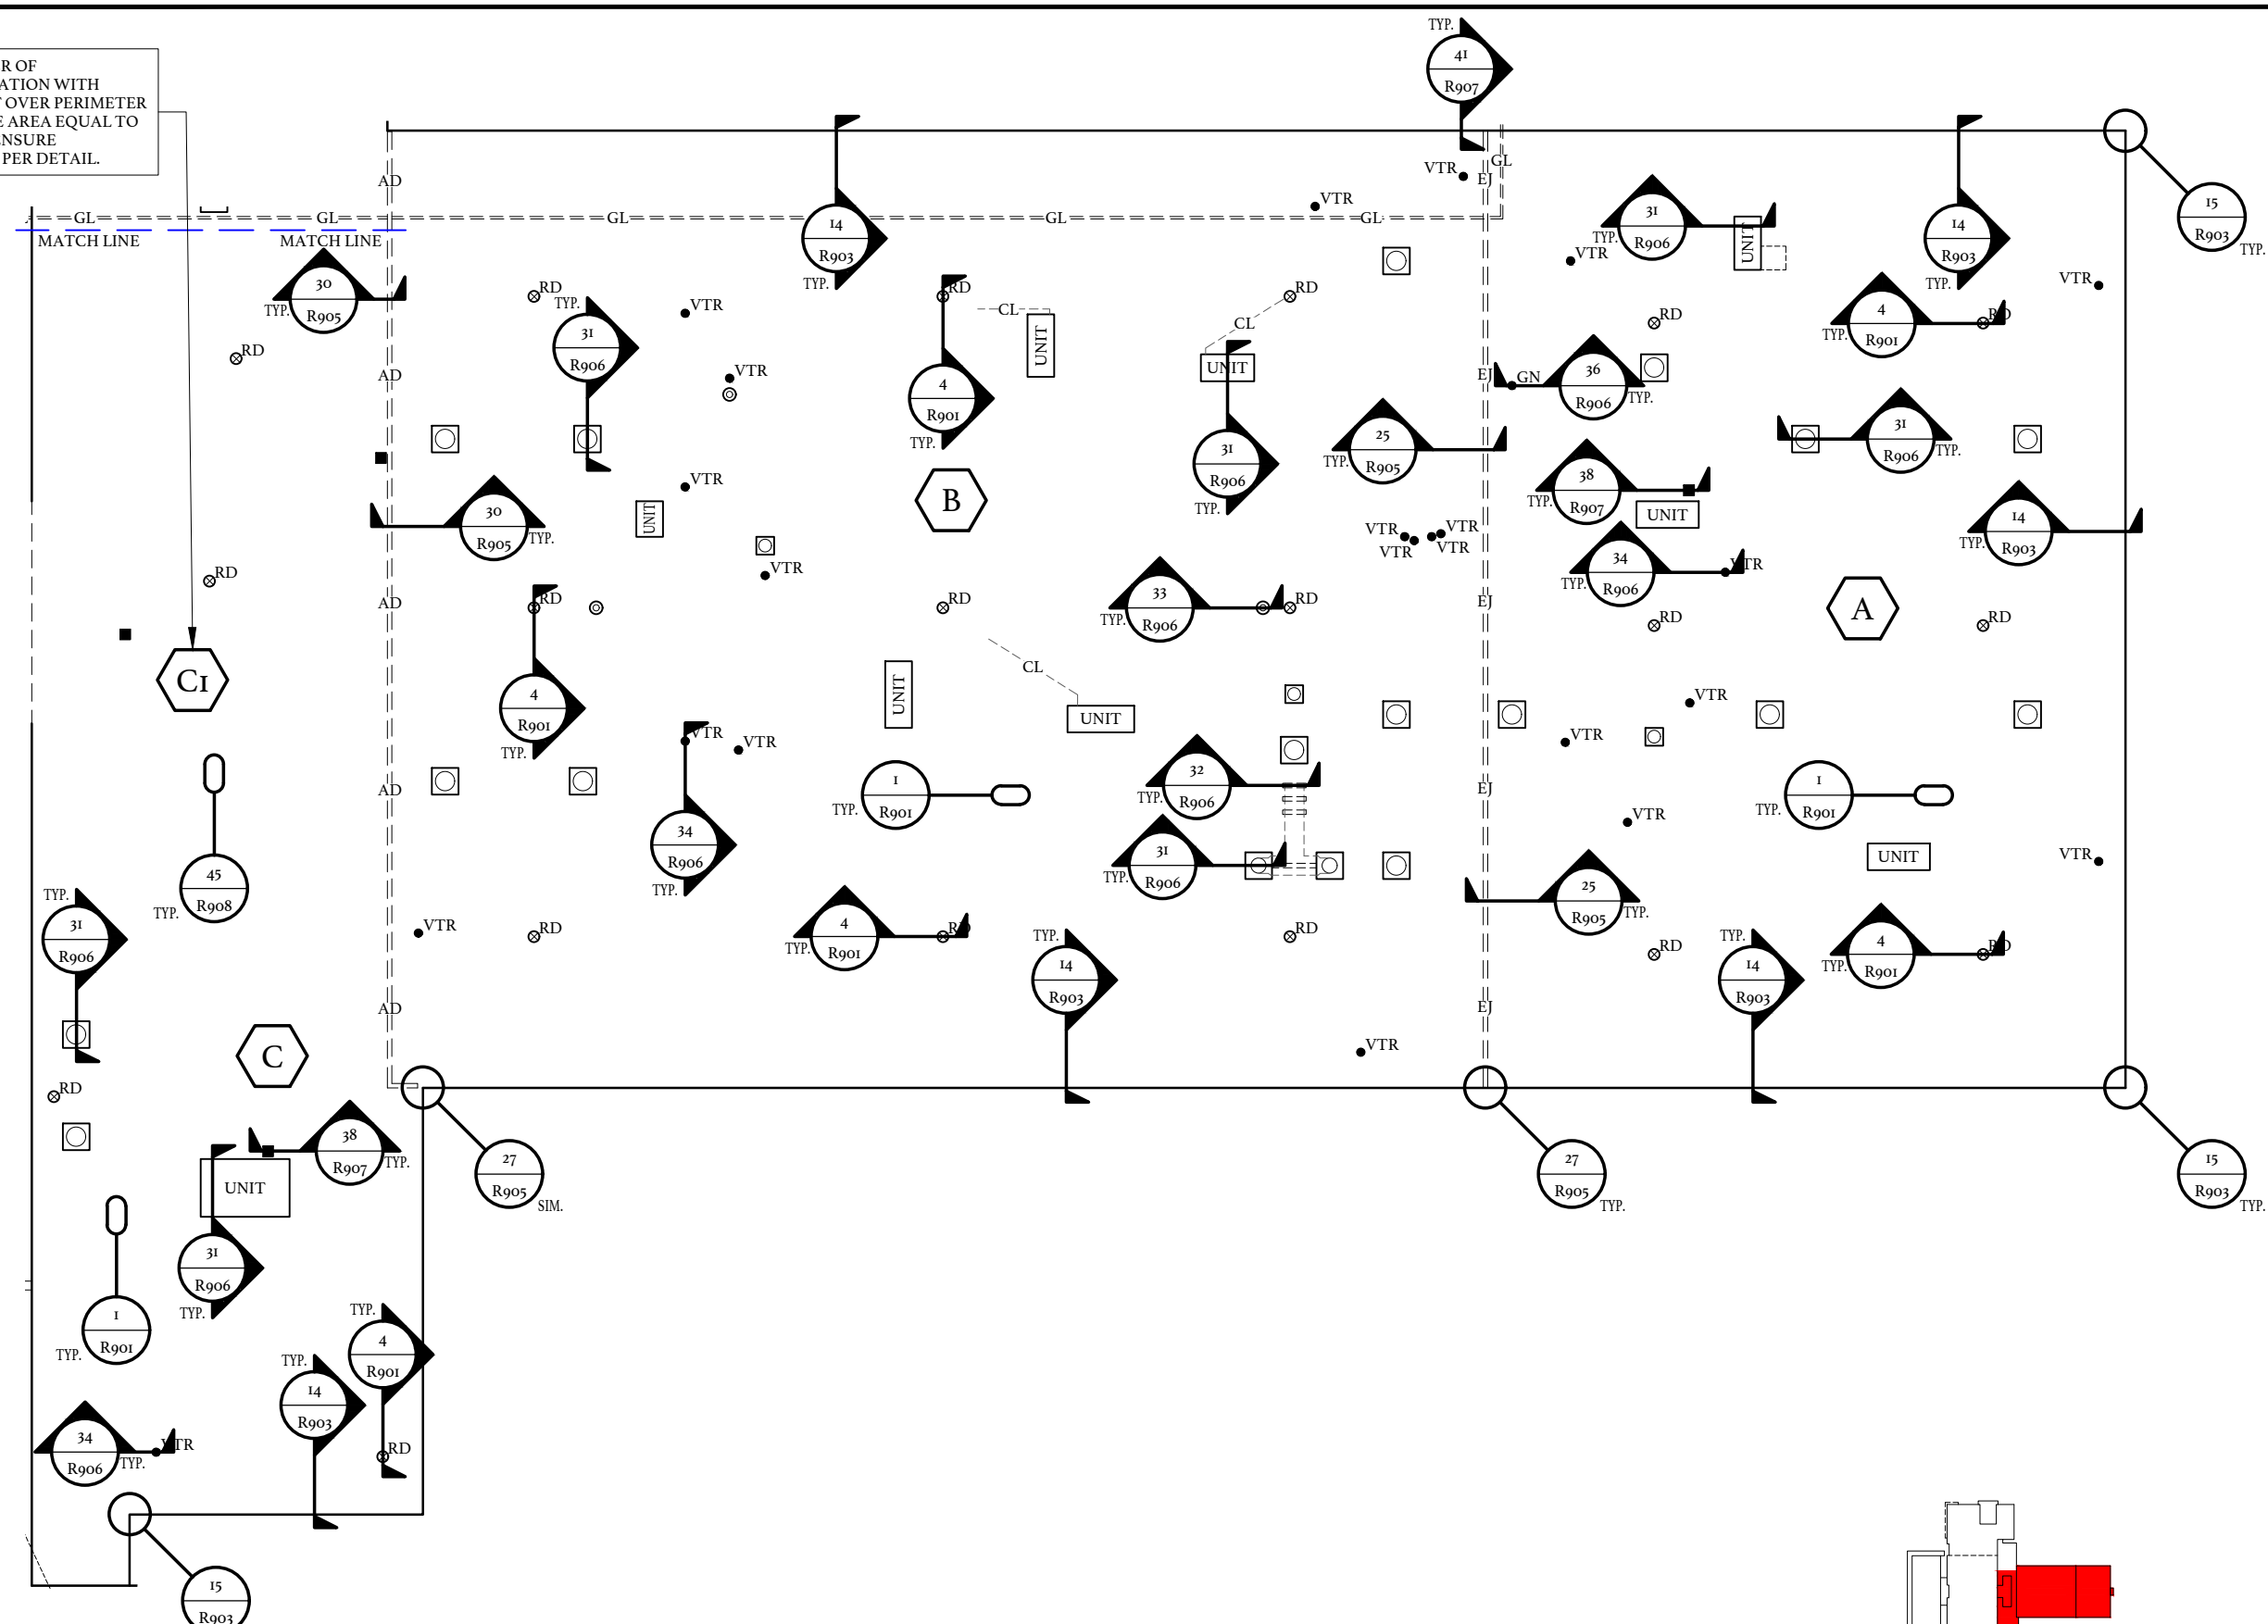 R OF
ATION WITH
OVER PERIMETER
AREA EQUAL TO
ENSURE
PER DETAIL.
TYP.
41
R907
VTR
GL
EJ
AD
15
R903
TYP.
GL
GL
GL
GL
GL
VTR
14
R903
TYP.
31
R906
TYP.
UNIT
VTR
14
R903
TYP.
MATCH LINE
MATCH LINE
30
R905
TYP.
RD
RD
TYP.
31
R906
VTR
RD
CL
UNIT
RD
CL
UNIT
RD
4
R901
TYP.
RD
VTR
AD
VTR
4
R901
TYP.
EJ
GN
36
R906
TYP.
31
R906
TYP.
25
R905
TYP.
31
R906
TYP.
VTR
B
38
R907
TYP.
UNIT
14
R903
TYP.
30
R905
TYP.
UNIT
VTR
VTR
VTR
VTR
VTR
34
R906
TYP.
VTR
RD
AD
RD
RD
33
R906
TYP.
RD
EJ
RD
A
RD
C1
4
R901
TYP.
UNIT
CL
UNIT
VTR
VTR
VTR
VTR
AD
1
R901
TYP.
32
R906
TYP.
EJ
1
R901
TYP.
VTR
34
R906
TYP.
31
R906
TYP.
UNIT
VTR
45
R908
TYP.
TYP.
31
R906
VTR
RD
4
R901
TYP.
RD
RD
25
R905
TYP.
RD
4
R901
TYP.
RD
TYP.
14
R903
TYP.
14
R903
AD
EJ
VTR
C
RD
38
R907
TYP.
UNIT
27
R905
SIM.
27
R905
TYP.
15
R903
TYP.
31
R906
TYP.
1
R901
TYP.
TYP.
4
R901
TYP.
14
R903
34
R906
TYP.
VTR
RD
15
R903